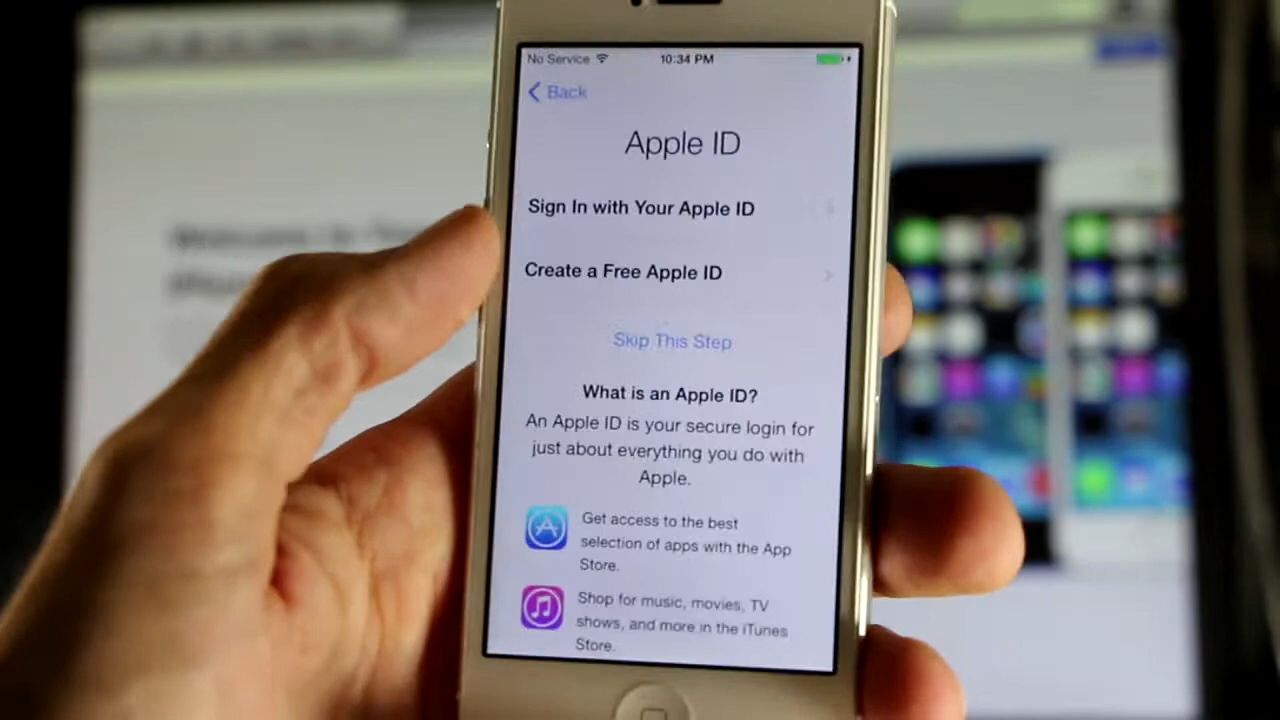 No Service 10:34 PM
Back
Apple ID
Sign In with Your Apple ID
Create a Free Apple ID
Skip This Step
What is an Apple ID?
An Apple ID is your secure login for
just about everything you do with
Apple.
Get access to the best
selection of apps with the App
Store.
Shop for music, movies, TV
shows, and more in the iTunes
Store.